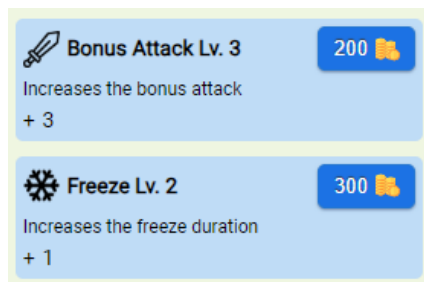 Bonus Attack Lv. 3
200
Increases the bonus attack
+ 3
Freeze Lv. 2
300
Increases the freeze duration
+ 1